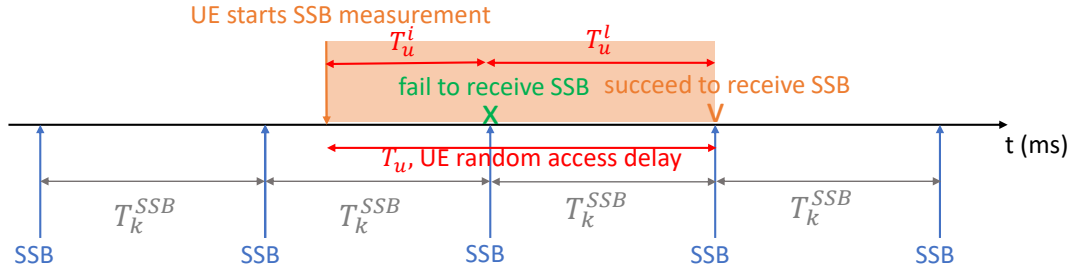 UE starts SSB measurement
T_u^i
T_u^l
fail to receive SSB
succeed to receive SSB
X
V
t (ms)
T_u, UE random access delay
T_k^{SSB}
T_k^{SSB}
T_k^{SSB}
T_k^{SSB}
SSB
SSB
SSB
SSB
SSB